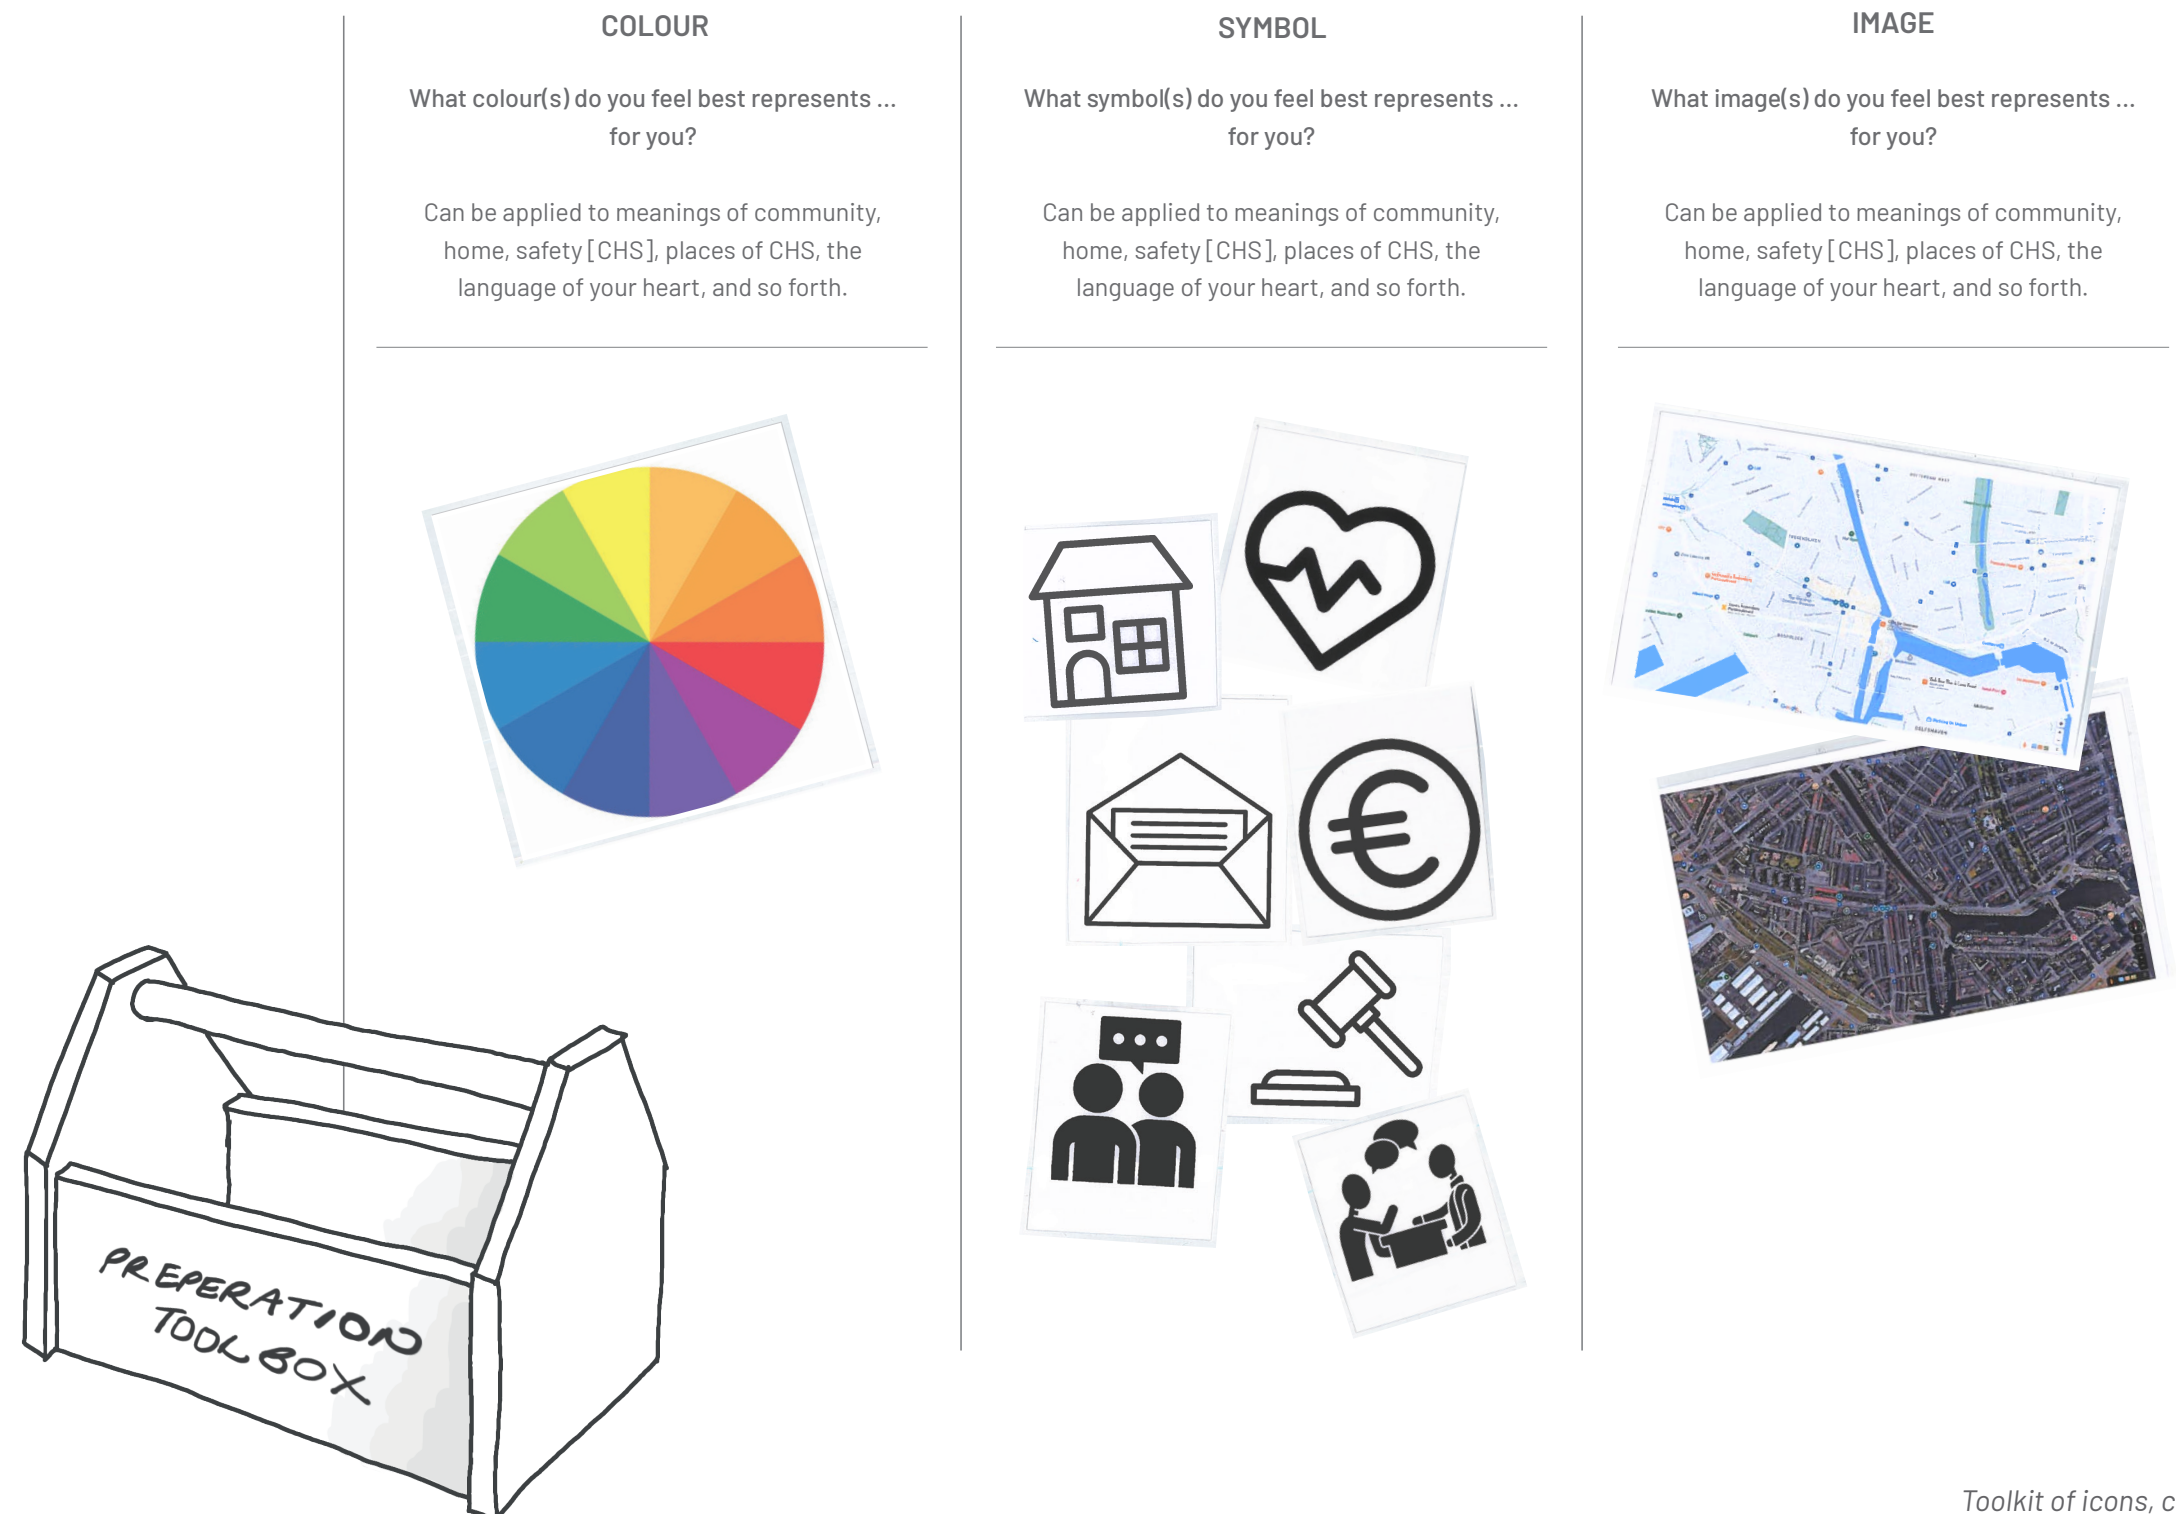 COLOUR
What colour(s) do you feel best represents ...
for you?
Can be applied to meanings of community,
home, safety [CHS], places of CHS, the
language of your heart, and so forth.
SYMBOL
What symbol(s) do you feel best represents ...
for you?
Can be applied to meanings of community,
home, safety [CHS], places of CHS, the
language of your heart, and so forth.
IMAGE
What image(s) do you feel best represents ...
for you?
Can be applied to meanings of community,
home, safety [CHS], places of CHS, the
language of your heart, and so forth.
DELFSHAVEN
Google
PREPERATION
TOOLBOX
Toolkit of icons, c